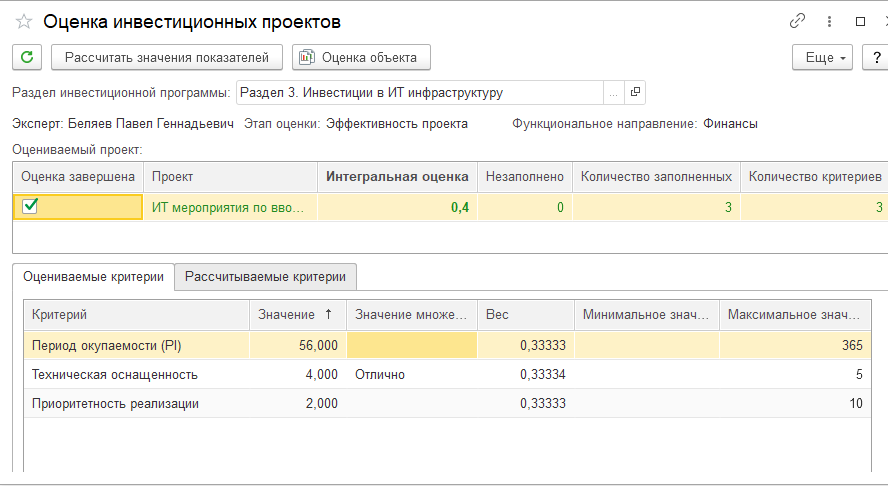 Оценка инвестиционных проектов
Рассчитать значения показателей Оценка объекта Еще ?
Раздел инвестиционной программы: Раздел 3. Инвестиции в ИТ инфраструктуру ...
Эксперт: Беляев Павел Геннадьевич Этап оценки: Эффективность проекта Функциональное направление: Финансы
Оцениваемый проект:
Оценка завершена Проект Интегральная оценка Незаполнено Количество заполненных Количество критериев
ИТ мероприятия по вво... 0,4 0 3 3
Оцениваемые критерии Рассчитываемые критерии
Критерий Значение ↑ Значение множе... Вес Минимальное знач... Максимальное знач...
Период окупаемости (PI) 56,000 0,33333 365
Техническая оснащенность 4,000 Отлично 0,33334 5
Приоритетность реализации 2,000 0,33333 10